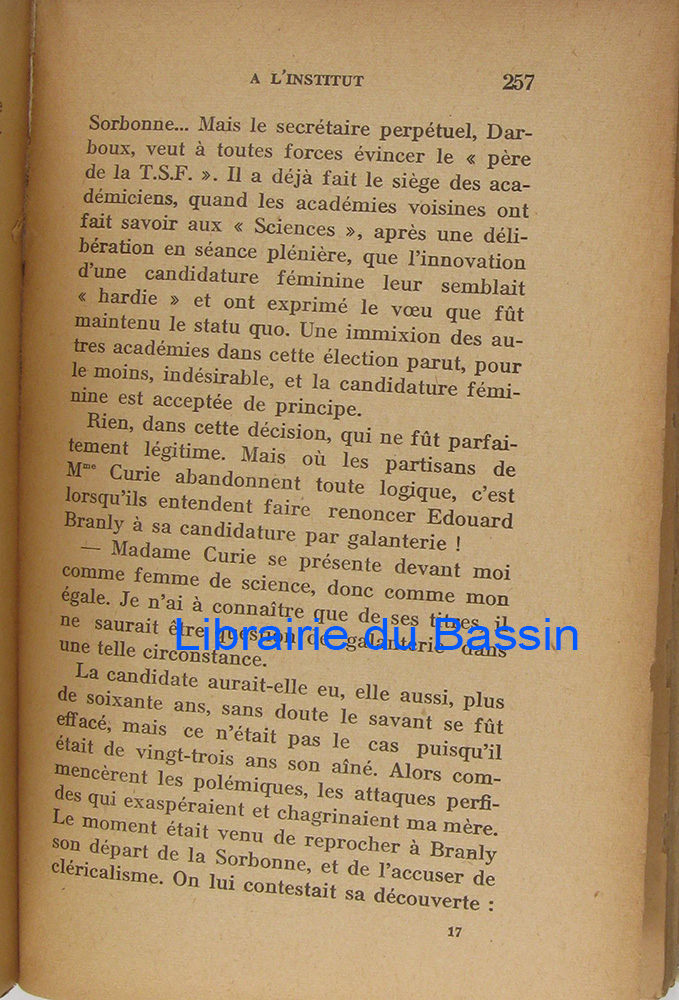 A L'INSTITUT 257
Sorbonne... Mais le secrétaire perpétuel, Dar-
boux, veut à toutes forces évincer le « père
de la T.S.F. ». Il a déjà fait le siège des aca-
démiciens, quand les académies voisines ont
fait savoir aux « Sciences », après une déli-
bération en séance plénière, que l'innovation
d'une candidature féminine leur semblait
« hardie » et ont exprimé le vœu que fût
maintenu le statu quo. Une immixion des au-
tres académies dans cette élection parut, pour
le moins, indésirable, et la candidature fémi-
nine est acceptée de principe.
Rien, dans cette décision, qui ne fût parfai-
tement légitime. Mais où les partisans de
Mme Curie abandonnent toute logique, c'est
lorsqu'ils entendent faire renoncer Edouard
Branly à sa candidature par galanterie !
— Madame Curie se présente devant moi
comme femme de science, donc comme mon
égale. Je n'ai à connaître que de ses titres, il
ne saurait être question de galanterie dans
une telle circonstance.
Librairie du Bassin
La candidate aurait-elle eu, elle aussi, plus
de soixante ans, sans doute le savant se fût
effacé, mais ce n'était pas le cas puisqu'il
était de vingt-trois ans son aîné. Alors com-
mencèrent les polémiques, les attaques perfi-
des qui exaspéraient et chagrinaient ma mère.
Le moment était venu de reprocher à Branly
son départ de la Sorbonne, et de l'accuser de
cléricalisme. On lui contestait sa découverte :
17